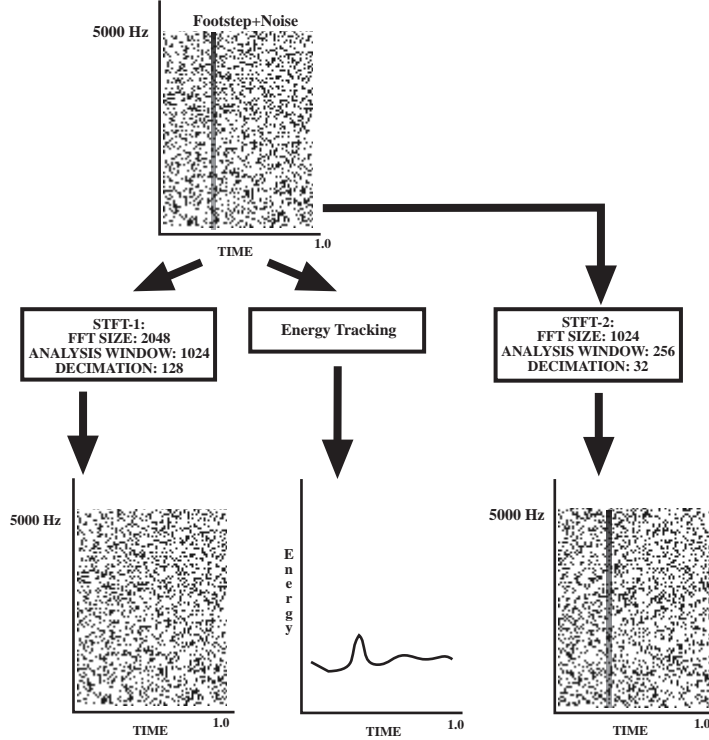 Footstep+Noise
5000 Hz
1.0
TIME
STFT-1:
FFT SIZE: 2048
ANALYSIS WINDOW: 1024
DECIMATION: 128
Energy Tracking
STFT-2:
FFT SIZE: 1024
ANALYSIS WINDOW: 256
DECIMATION: 32
5000 Hz
1.0
TIME
Energy
1.0
TIME
5000 Hz
1.0
TIME